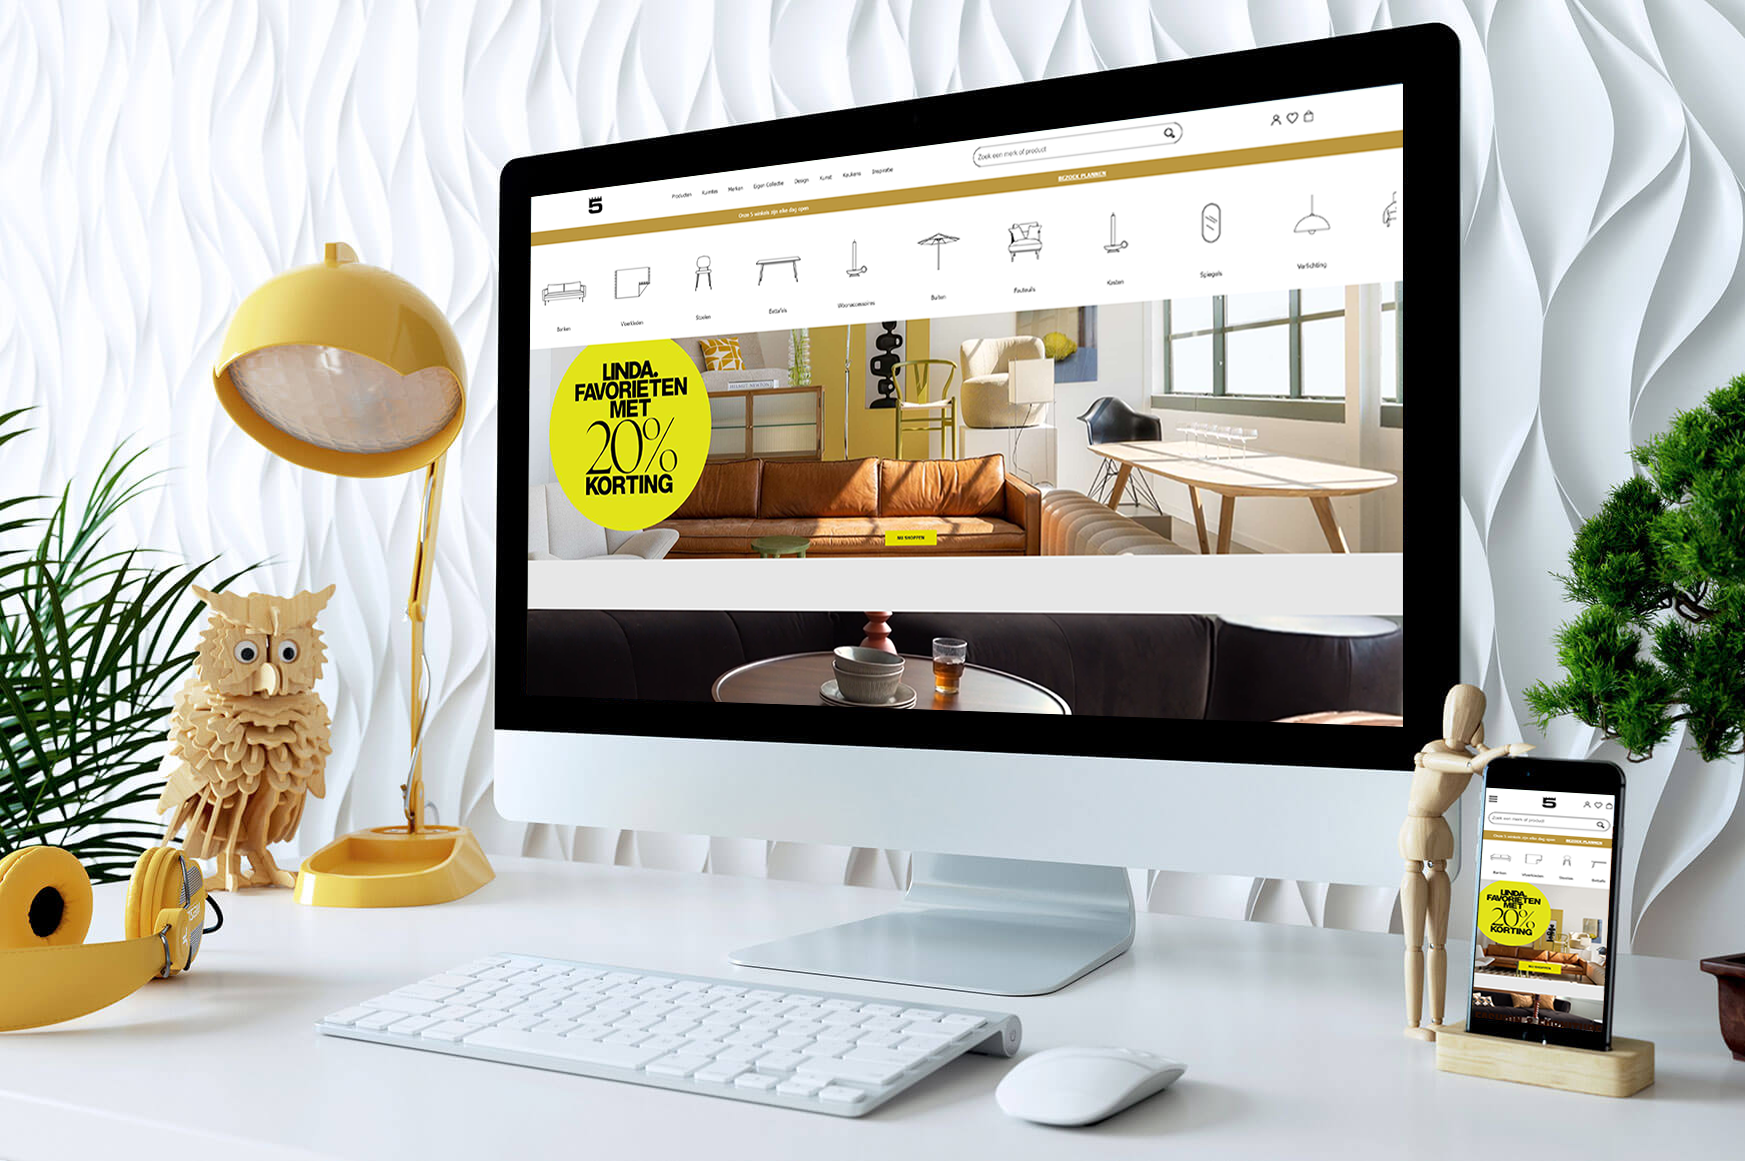 5
Producten Ruimtes Merken Eigen Collectie Design Kunst Keukens Inspiratie
Zoek een merk of product
Onze 5 winkels zijn elke dag open
BEZOEK PLANNEN
Banken Vloerkleden Stoelen Eettafels Woonaccessoires Buiten Fauteuils Kasten Spiegels Verlichting
LINDA.
FAVORIETEN
MET
20%
KORTING
NU SHOPPEN
5
Zoek een merk of product
Onze 5 winkels zijn elke dag open
BEZOEK PLANNEN
Banken Vloerkleden Stoelen Eettafels
LINDA.
FAVORIETEN
MET
20%
KORTING
NU SHOPPEN